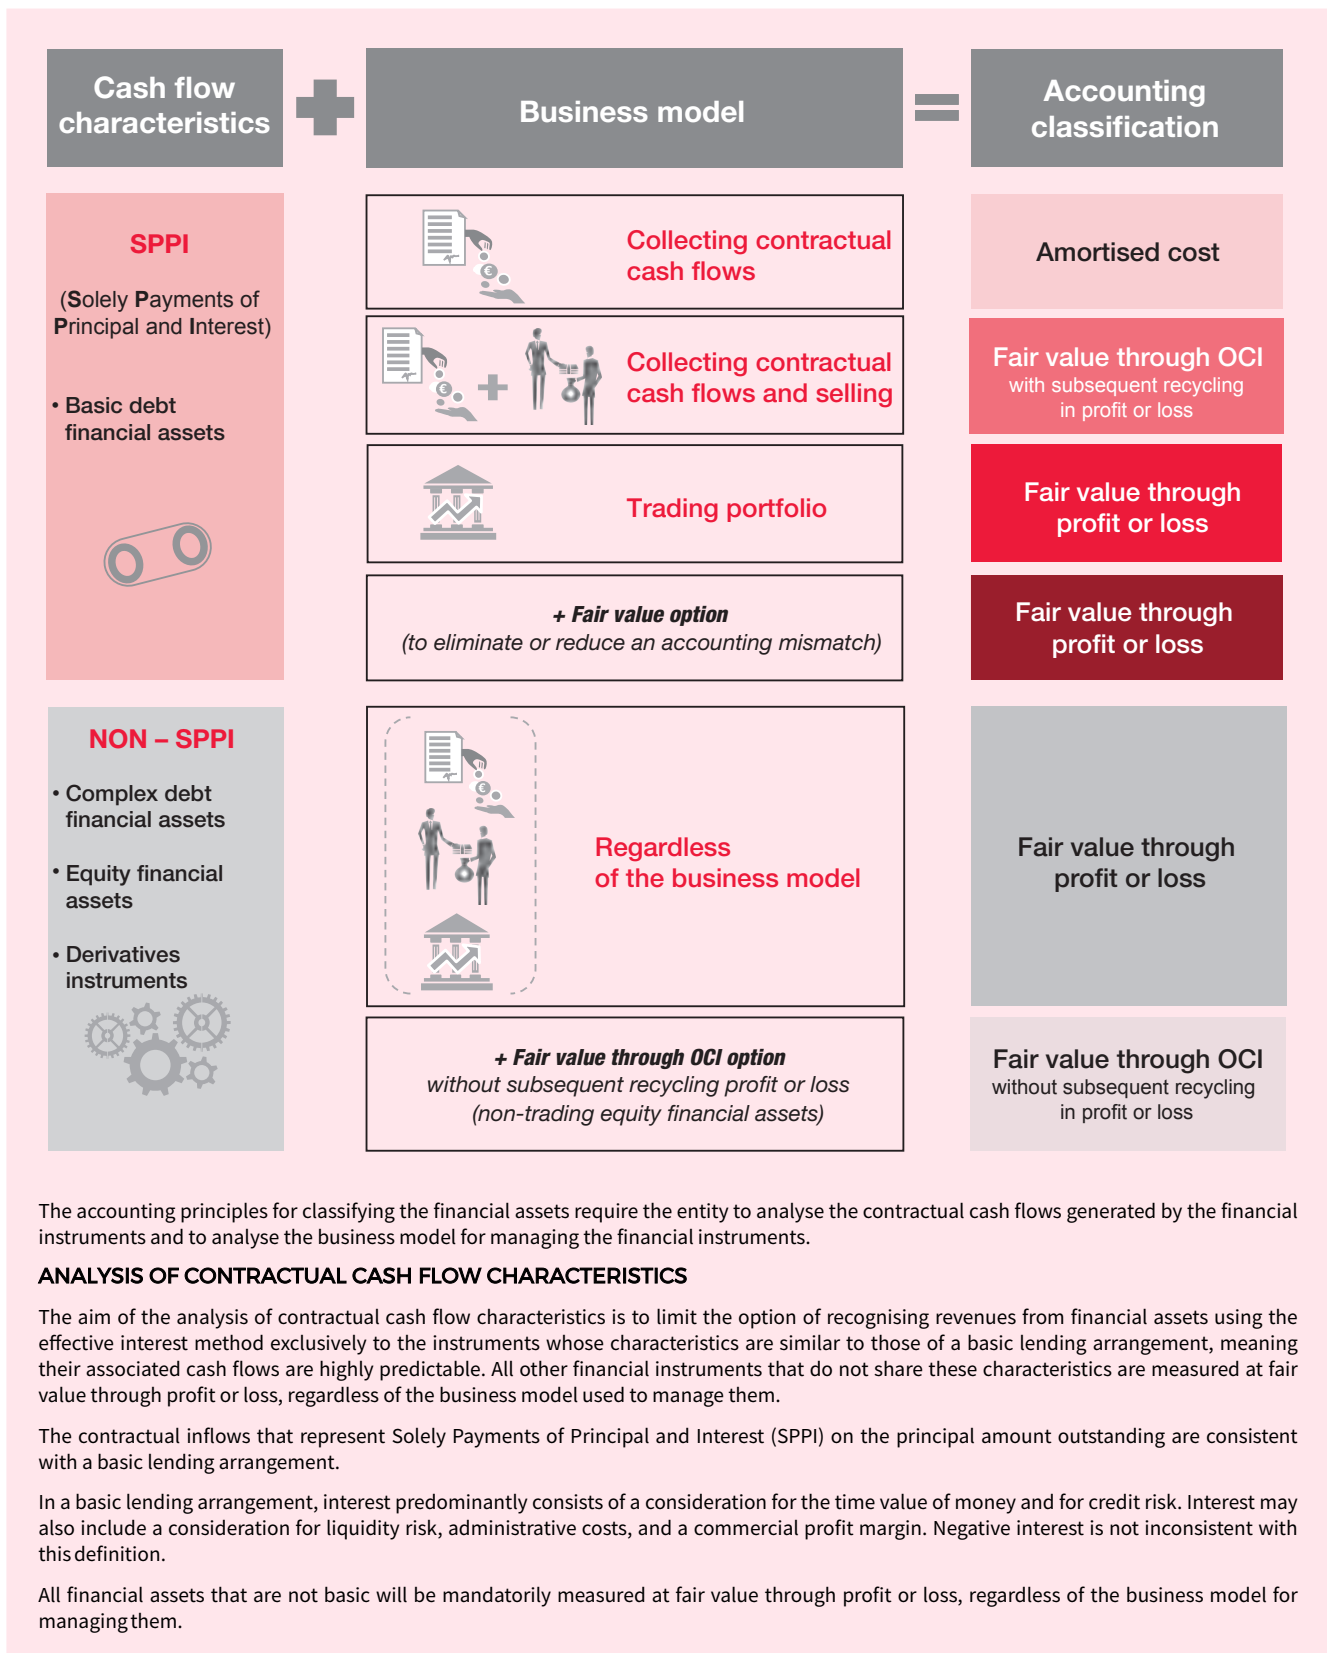 Cash flow
characteristics
Business model
Accounting
classification
SPPI
(Solely Payments of
Principal and Interest)
• Basic debt
financial assets
Collecting contractual
cash flows
Amortised cost
€
Collecting contractual
cash flows and selling
€
Fair value through OCI
with subsequent recycling
in profit or loss
Trading portfolio
Fair value through
profit or loss
+ Fair value option
(to eliminate or reduce an accounting mismatch)
Fair value through
profit or loss
NON – SPPI
• Complex debt
financial assets
• Equity financial
assets
• Derivatives
instruments
€
Regardless
of the business model
Fair value through
profit or loss
+ Fair value through OCI option
without subsequent recycling profit or loss
(non-trading equity financial assets)
Fair value through OCI
without subsequent recycling
in profit or loss
The accounting principles for classifying the financial assets require the entity to analyse the contractual cash flows generated by the financial
instruments and to analyse the business model for managing the financial instruments.
ANALYSIS OF CONTRACTUAL CASH FLOW CHARACTERISTICS
The aim of the analysis of contractual cash flow characteristics is to limit the option of recognising revenues from financial assets using the
effective interest method exclusively to the instruments whose characteristics are similar to those of a basic lending arrangement, meaning
their associated cash flows are highly predictable. All other financial instruments that do not share these characteristics are measured at fair
value through profit or loss, regardless of the business model used to manage them.
The contractual inflows that represent Solely Payments of Principal and Interest (SPPI) on the principal amount outstanding are consistent
with a basic lending arrangement.
In a basic lending arrangement, interest predominantly consists of a consideration for the time value of money and for credit risk. Interest may
also include a consideration for liquidity risk, administrative costs, and a commercial profit margin. Negative interest is not inconsistent with
this definition.
All financial assets that are not basic will be mandatorily measured at fair value through profit or loss, regardless of the business model for
managing them.